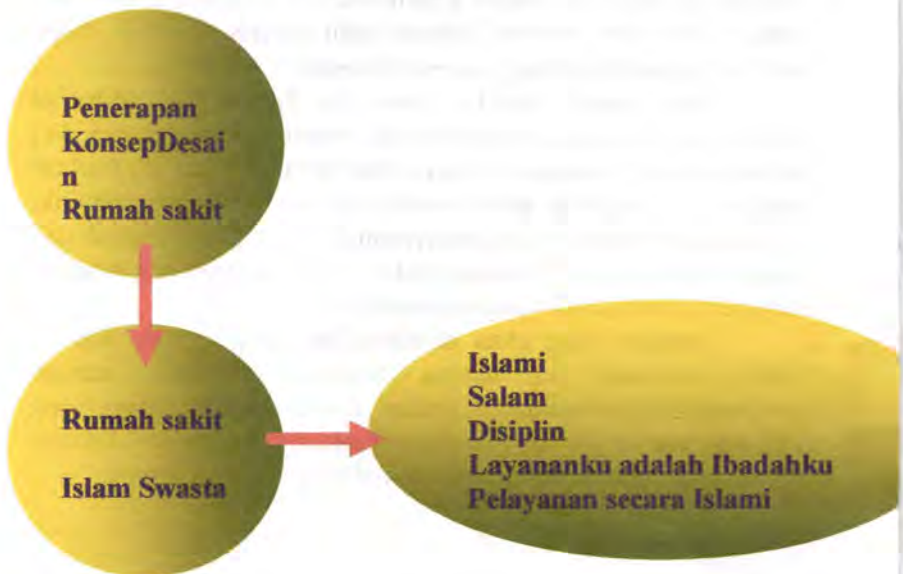 Penerapan
KonsepDesai
n
Rumah sakit
Rumah sakit
Islam Swasta
Islami
Salam
Disiplin
Layananku adalah Ibadahku
Pelayanan secara Islami